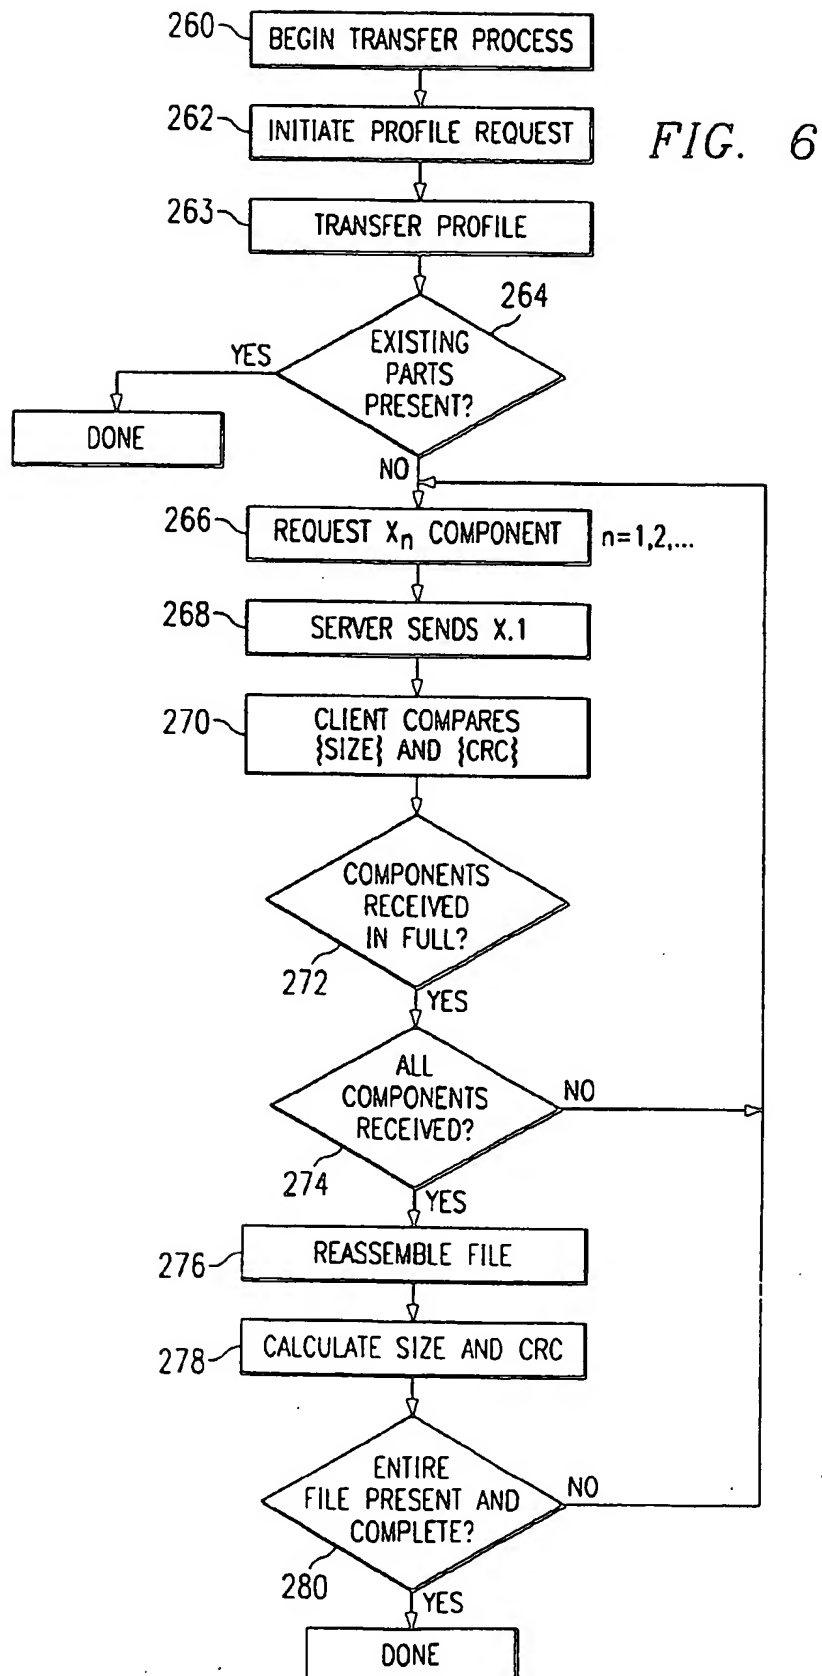 260
BEGIN TRANSFER PROCESS
262
INITIATE PROFILE REQUEST
FIG. 6
263
TRANSFER PROFILE
264
EXISTING
PARTS
PRESENT?
YES
DONE
NO
266
REQUEST Xn COMPONENT
n=1,2,...
268
SERVER SENDS X.1
270
CLIENT COMPARES
{SIZE} AND {CRC}
COMPONENTS
RECEIVED
IN FULL?
272
YES
ALL
COMPONENTS
RECEIVED?
NO
274
YES
276
REASSEMBLE FILE
278
CALCULATE SIZE AND CRC
ENTIRE
FILE PRESENT AND
COMPLETE?
NO
280
YES
DONE